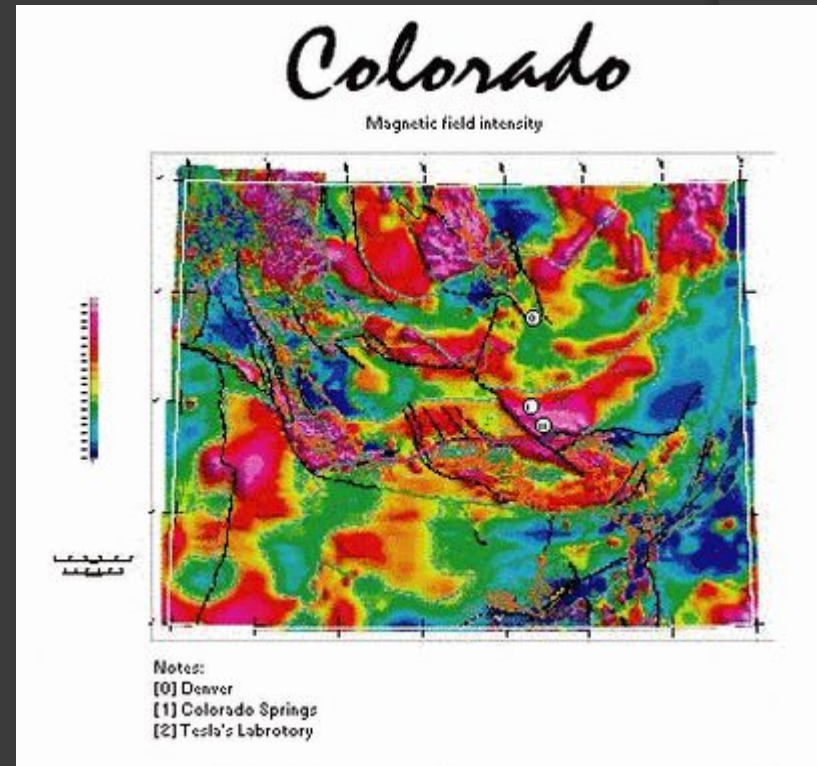 Colorado
Magnetic field intensity
Notes:
[0] Denver
[1] Colorado Springs
[2] Tesla's Labrotory